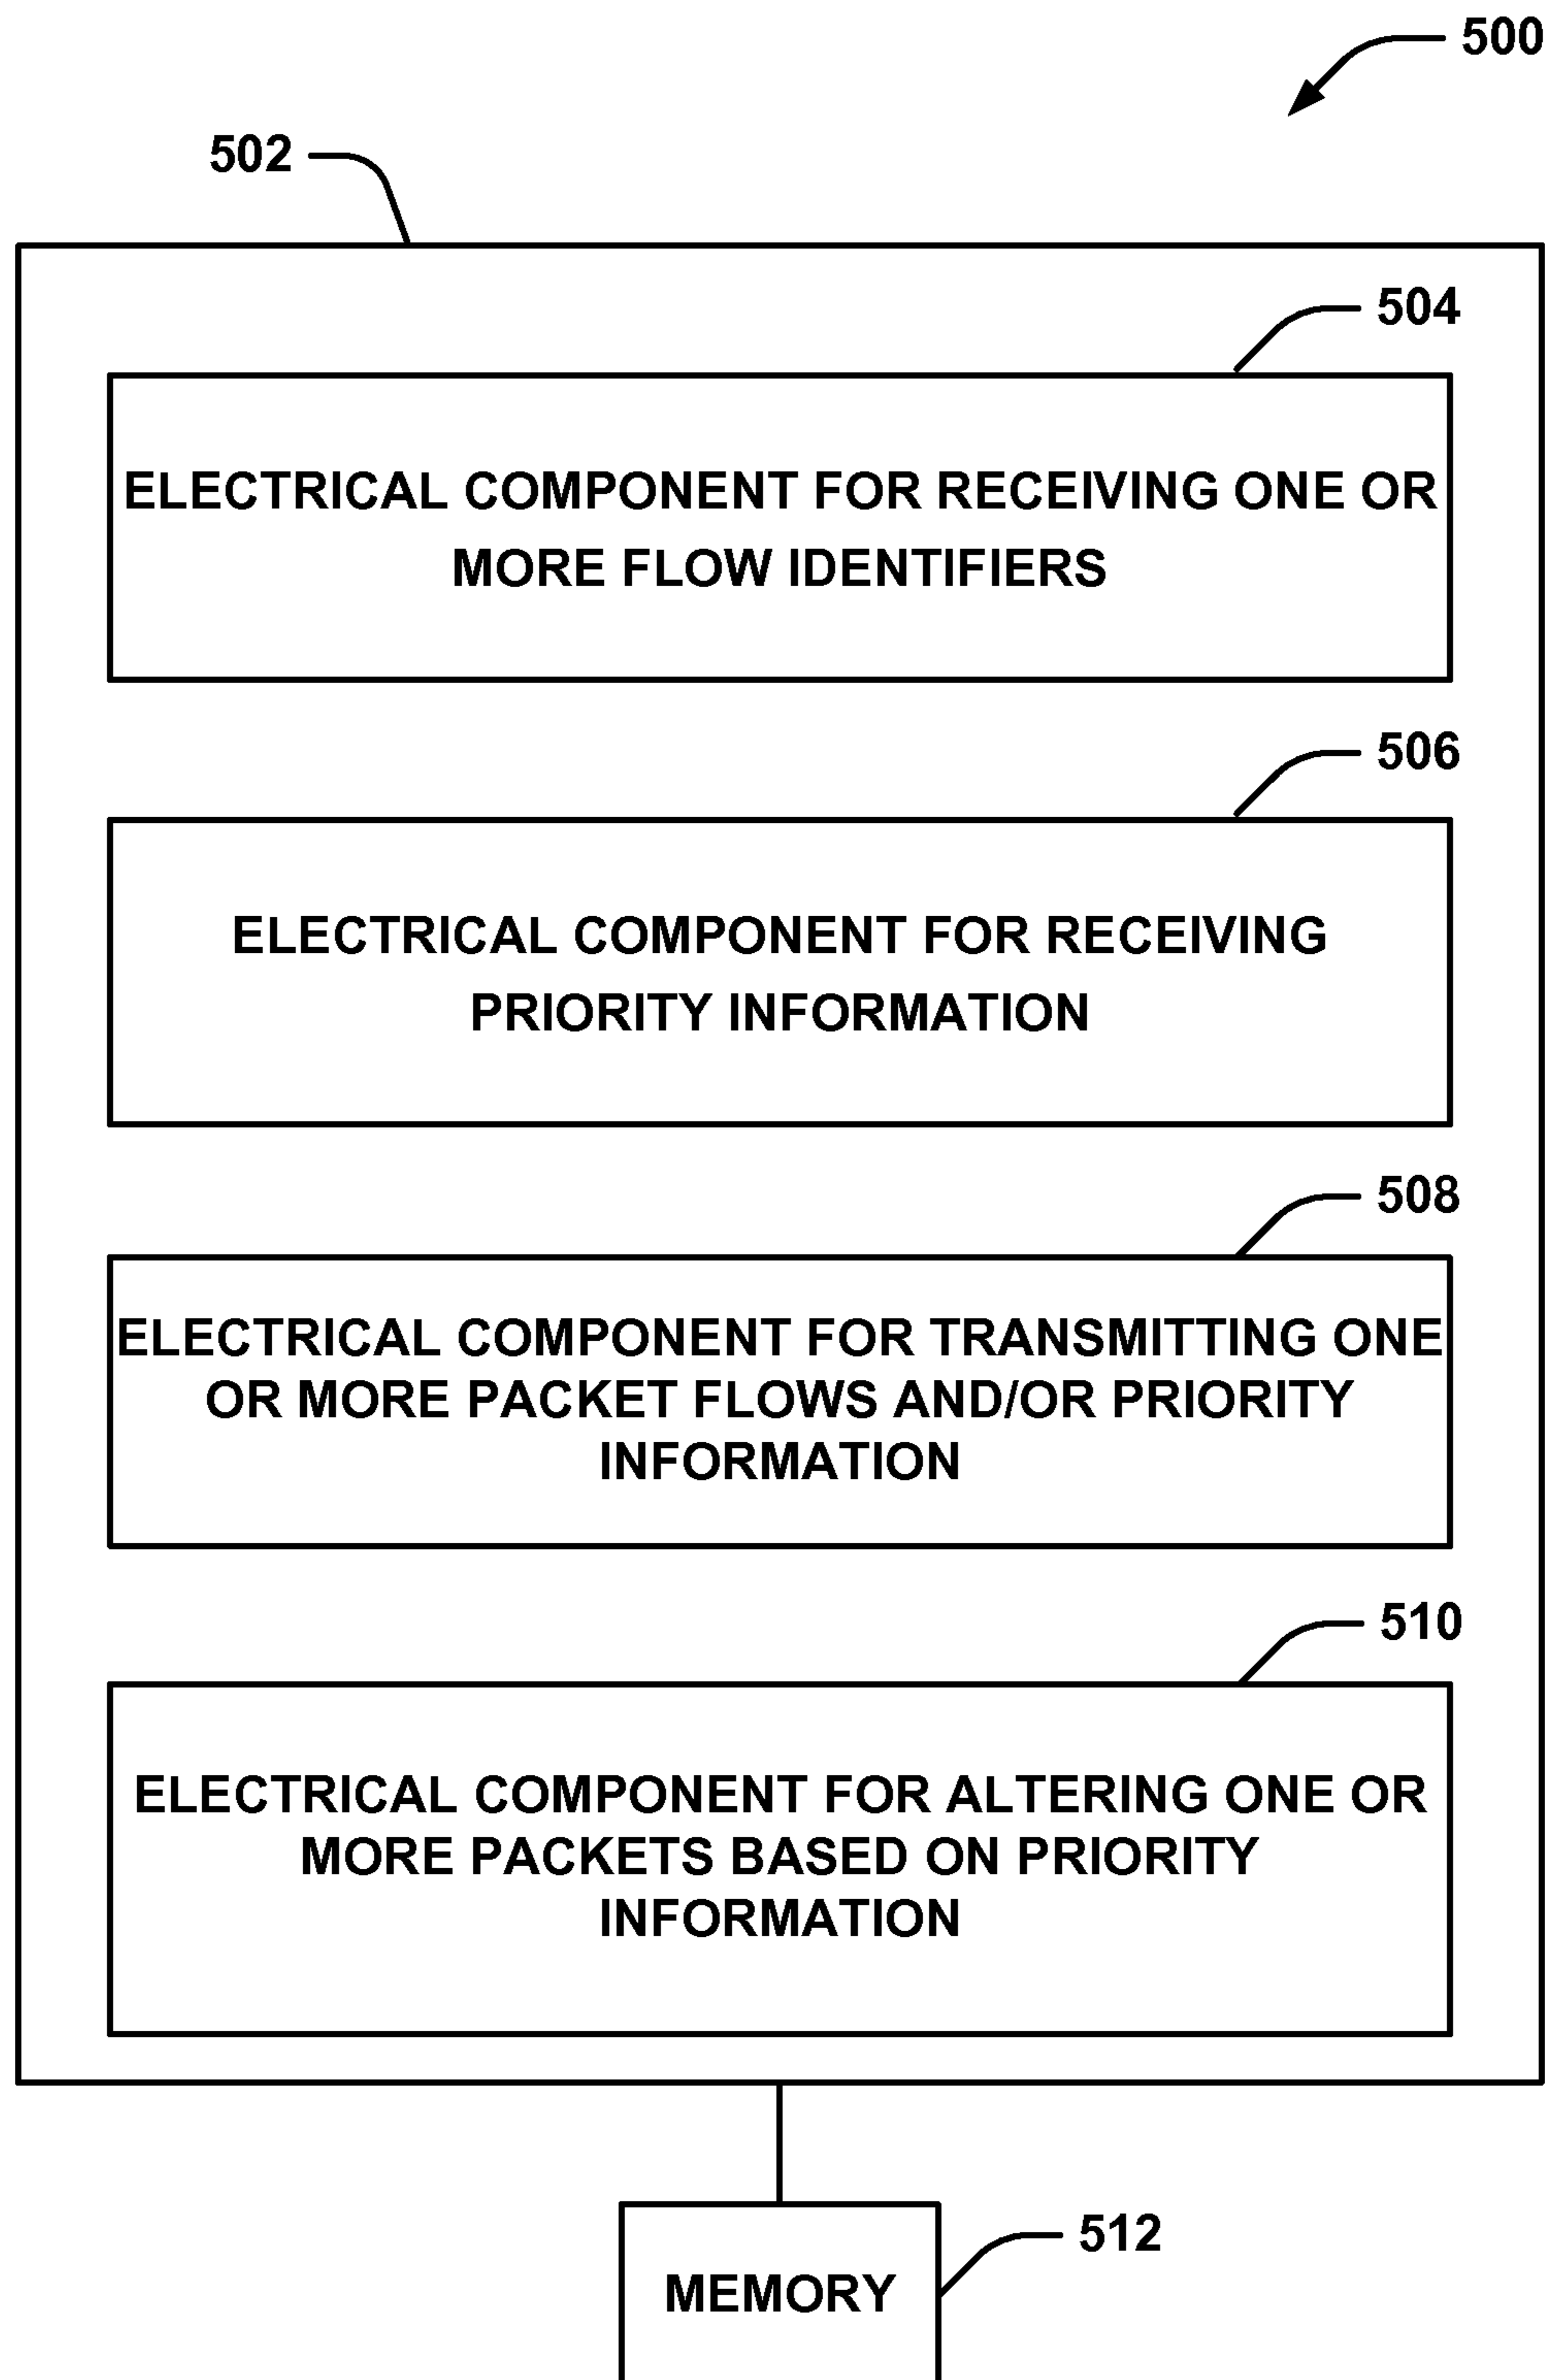 500
502
504
ELECTRICAL COMPONENT FOR RECEIVING ONE OR
MORE FLOW IDENTIFIERS
506
ELECTRICAL COMPONENT FOR RECEIVING
PRIORITY INFORMATION
508
ELECTRICAL COMPONENT FOR TRANSMITTING ONE
OR MORE PACKET FLOWS AND/OR PRIORITY
INFORMATION
510
ELECTRICAL COMPONENT FOR ALTERING ONE OR
MORE PACKETS BASED ON PRIORITY
INFORMATION
512
MEMORY